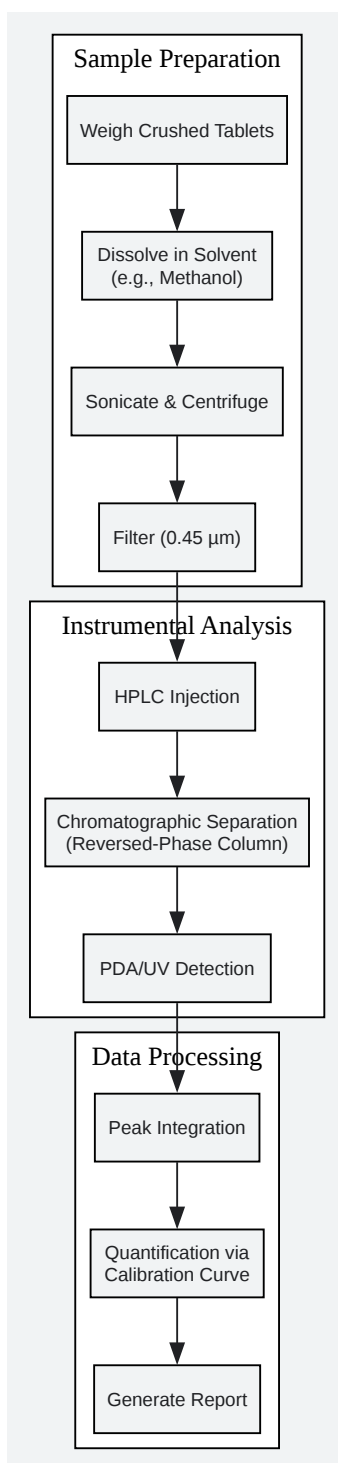 Sample Preparation
Weigh Crushed Tablets
Dissolve in Solvent
(e.g., Methanol)
Sonicate & Centrifuge
Filter (0.45 µm)
Instrumental Analysis
HPLC Injection
Chromatographic Separation
(Reversed-Phase Column)
PDA/UV Detection
Data Processing
Peak Integration
Quantification via
Calibration Curve
Generate Report